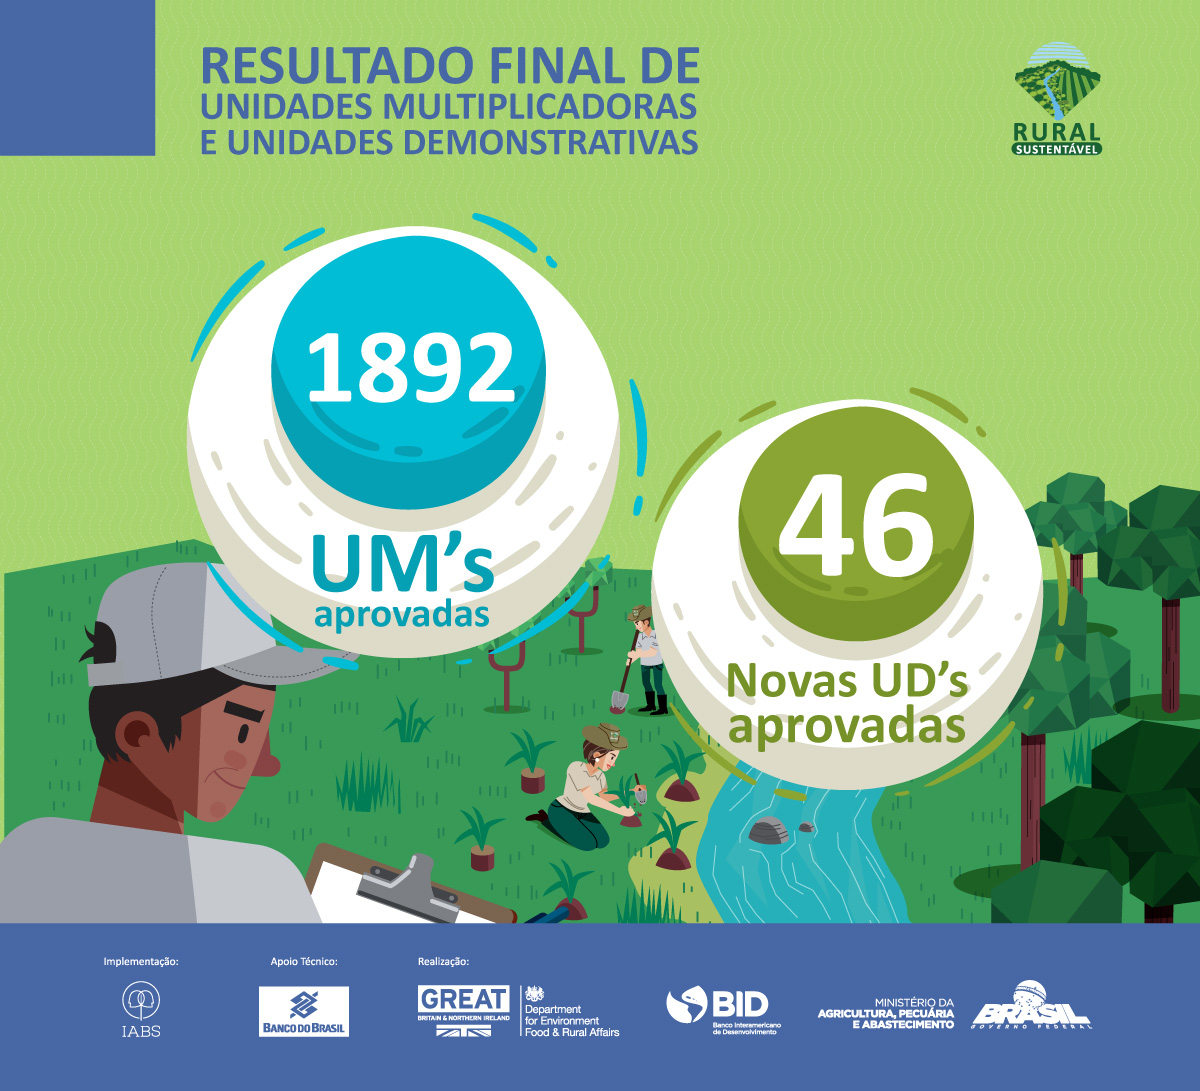 RESULTADO FINAL DE
UNIDADES MULTIPLICADORAS
E UNIDADES DEMONSTRATIVAS
RURAL
SUSTENTÁVEL
1892
UM's
aprovadas
46
Novas UD's
aprovadas
Implementação:
IABS
Apoio Técnico:
BANCO DO BRASIL
Realização:
GREAT
BRITAIN & NORTHERN IRELAND
Department
for Environment
Food & Rural Affairs
BID
Banco Interamericano
de Desenvolvimento
MINISTÉRIO DA
AGRICULTURA, PECUÁRIA
E ABASTECIMENTO
BRASIL
GOVERNO FEDERAL